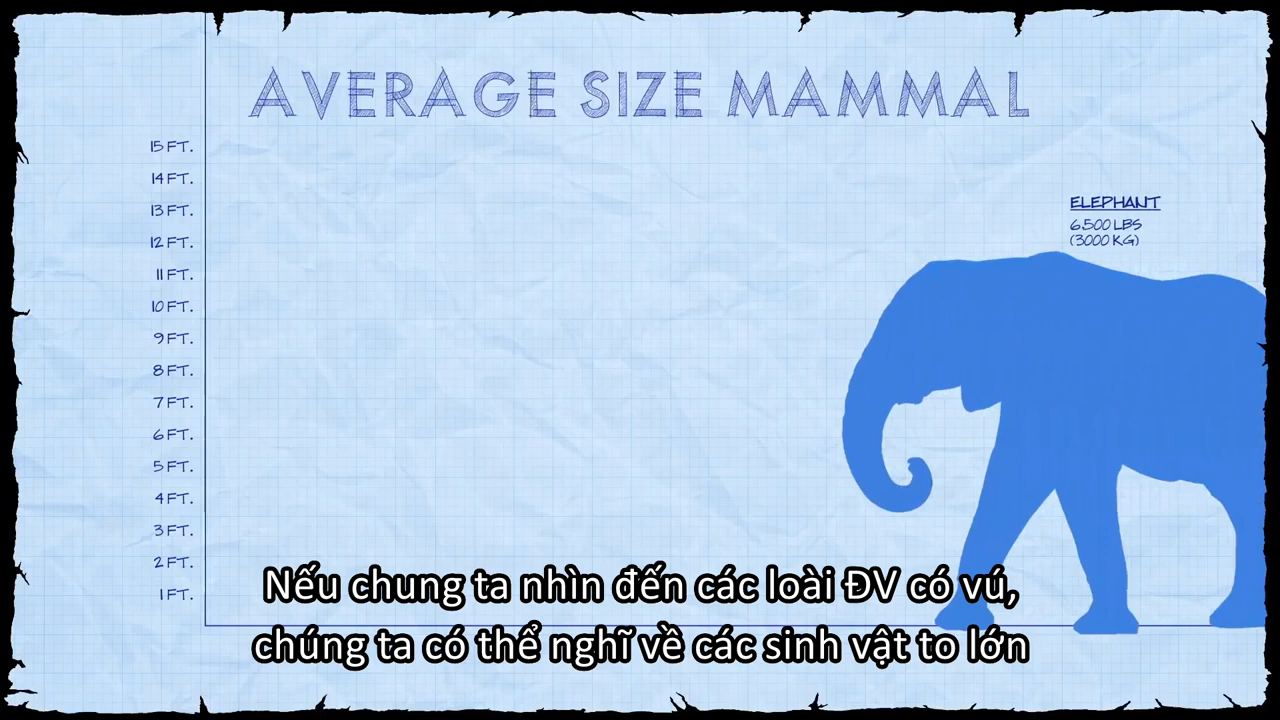 AVERAGE SIZE MAMMAL
15 FT.
14 FT.
13 FT.
12 FT.
11 FT.
10 FT.
9 FT.
8 FT.
7 FT.
6 FT.
5 FT.
4 FT.
3 FT.
2 FT.
1 FT.
ELEPHANT
6500 LBS
(3000 KG)
Nếu chung ta nhìn đến các loài ĐV có vú,
chúng ta có thể nghĩ về các sinh vật to lớn